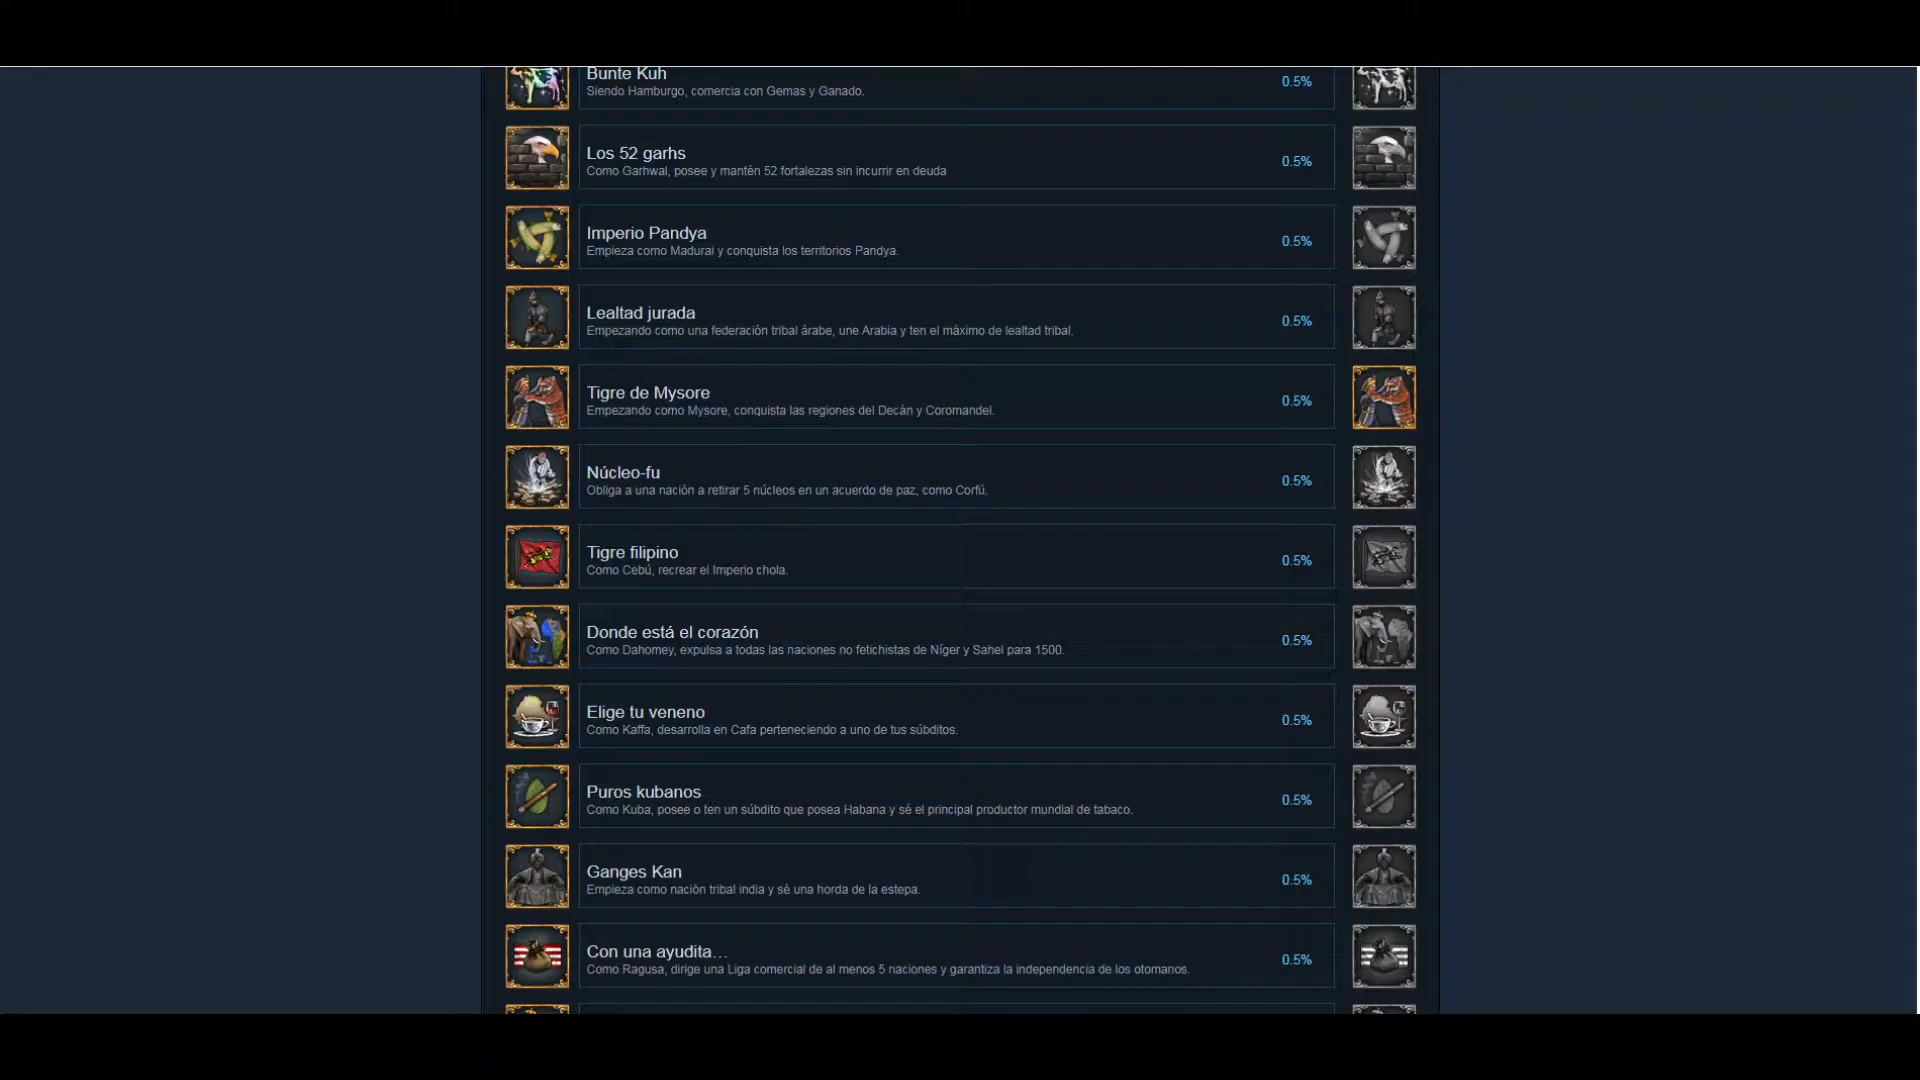 Bunte Kuh
Siendo Hamburgo, comercia con Gemas y Ganado.
0.5%
Los 52 garhs
Como Garhwal, posee y mantén 52 fortalezas sin incurrir en deuda
0.5%
Imperio Pandya
Empieza como Madurai y conquista los territorios Pandya.
0.5%
Lealtad jurada
Empezando como una federación tribal árabe, une Arabia y ten el máximo de lealtad tribal.
0.5%
Tigre de Mysore
Empezando como Mysore, conquista las regiones del Decán y Coromandel.
0.5%
Núcleo-fu
Obliga a una nación a retirar 5 núcleos en un acuerdo de paz, como Corfú.
0.5%
Tigre filipino
Como Cebú, recrear el Imperio chola.
0.5%
Donde está el corazón
Como Dahomey, expulsa a todas las naciones no fetichistas de Níger y Sahel para 1500.
0.5%
Elige tu veneno
Como Kaffa, desarrolla en Cafa perteneciendo a uno de tus súbditos.
0.5%
Puros kubanos
Como Kuba, posee o ten un súbdito que posea Habana y sé el principal productor mundial de tabaco.
0.5%
Ganges Kan
Empieza como nación tribal india y sé una horda de la estepa.
0.5%
Con una ayudita…
Como Ragusa, dirige una Liga comercial de al menos 5 naciones y garantiza la independencia de los otomanos.
0.5%